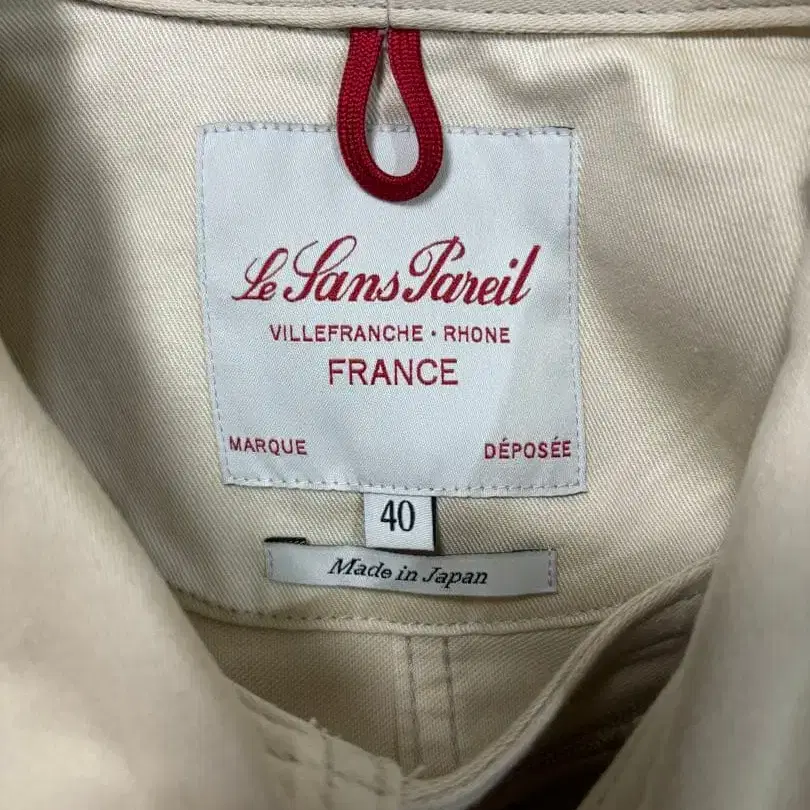 Le Sans Pareil
VILLEFRANCHE · RHONE
FRANCE
MARQUE DÉPOSÉE
40
Made in Japan